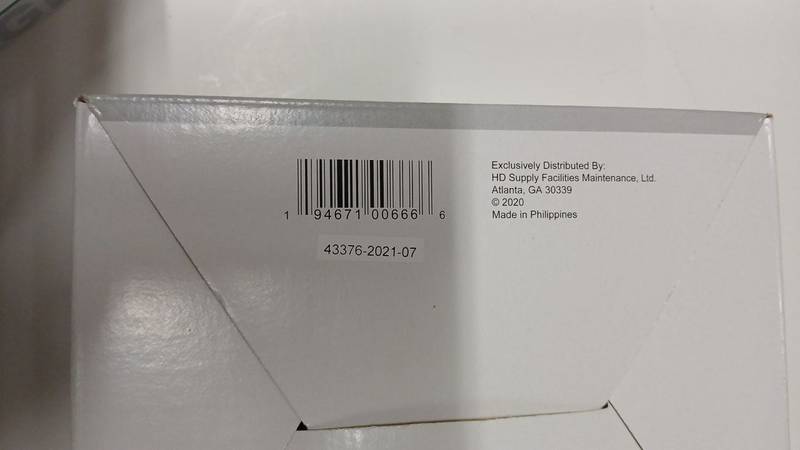 1 94671 00666 6
43376-2021-07
Exclusively Distributed By:
HD Supply Facilities Maintenance, Ltd.
Atlanta, GA 30339
© 2020
Made in Philippines